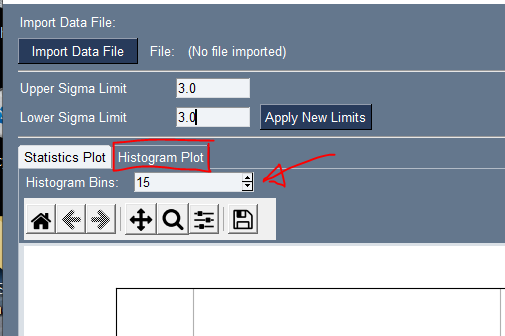 Import Data File:
Import Data File File: (No file imported)
Upper Sigma Limit 3.0
Lower Sigma Limit 3.0 Apply New Limits
Statistics Plot Histogram Plot
Histogram Bins: 15